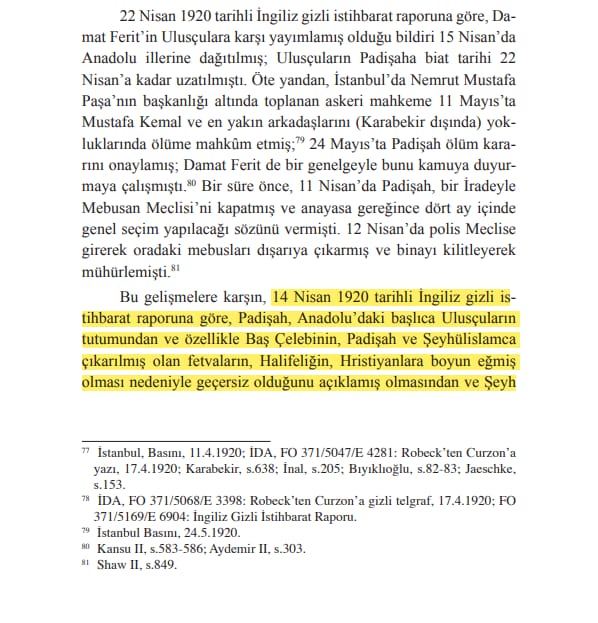 22 Nisan 1920 tarihli İngiliz gizli istihbarat raporuna göre, Da-
mat Ferit’in Ulusçulara karşı yayımlamış olduğu bildiri 15 Nisan’da
Anadolu illerine dağıtılmış; Ulusçuların Padişaha biat tarihi 22
Nisan’a kadar uzatılmıştı. Öte yandan, İstanbul’da Nemrut Mustafa
Paşa’nın başkanlığı altında toplanan askeri mahkeme 11 Mayıs’ta
Mustafa Kemal ve en yakın arkadaşlarını (Karabekir dışında) yok-
luklarında ölüme mahkûm etmiş;79 24 Mayıs’ta Padişah ölüm kara-
rını onaylamış; Damat Ferit de bir genelgeyle bunu kamuya duyur-
maya çalışmıştı.80 Bir süre önce, 11 Nisan’da Padişah, bir İradeyle
Mebusan Meclisi’ni kapatmış ve anayasa gereğince dört ay içinde
genel seçim yapılacağı sözünü vermişti. 12 Nisan’da polis Meclise
girerek oradaki mebusları dışarıya çıkarmış ve binayı kilitleyerek
mühürlemişti.81
Bu gelişmelere karşın, 14 Nisan 1920 tarihli İngiliz gizli is-
tihbarat raporuna göre, Padişah, Anadolu’daki başlıca Ulusçuların
tutumundan ve özellikle Baş Çelebinin, Padişah ve Şeyhülislamca
çıkarılmış olan fetvaların, Halifeliğin, Hristiyanlara boyun eğmiş
olması nedeniyle geçersiz olduğunu açıklamış olmasından ve Şeyh
77 İstanbul, Basını, 11.4.1920; İDA, FO 371/5047/E 4281: Robeck’ten Curzon’a
yazı, 17.4.1920; Karabekir, s.638; İnal, s.205; Bıyıklıoğlu, s.82-83; Jaeschke,
s.153.
78 İDA, FO 371/5068/E 3398: Robeck’ten Curzon’a gizli telgraf, 17.4.1920; FO
371/5169/E 6904: İngiliz Gizli İstihbarat Raporu.
79 İstanbul Basını, 24.5.1920.
80 Kansu II, s.583-586; Aydemir II, s.303.
81 Shaw II, s.849.